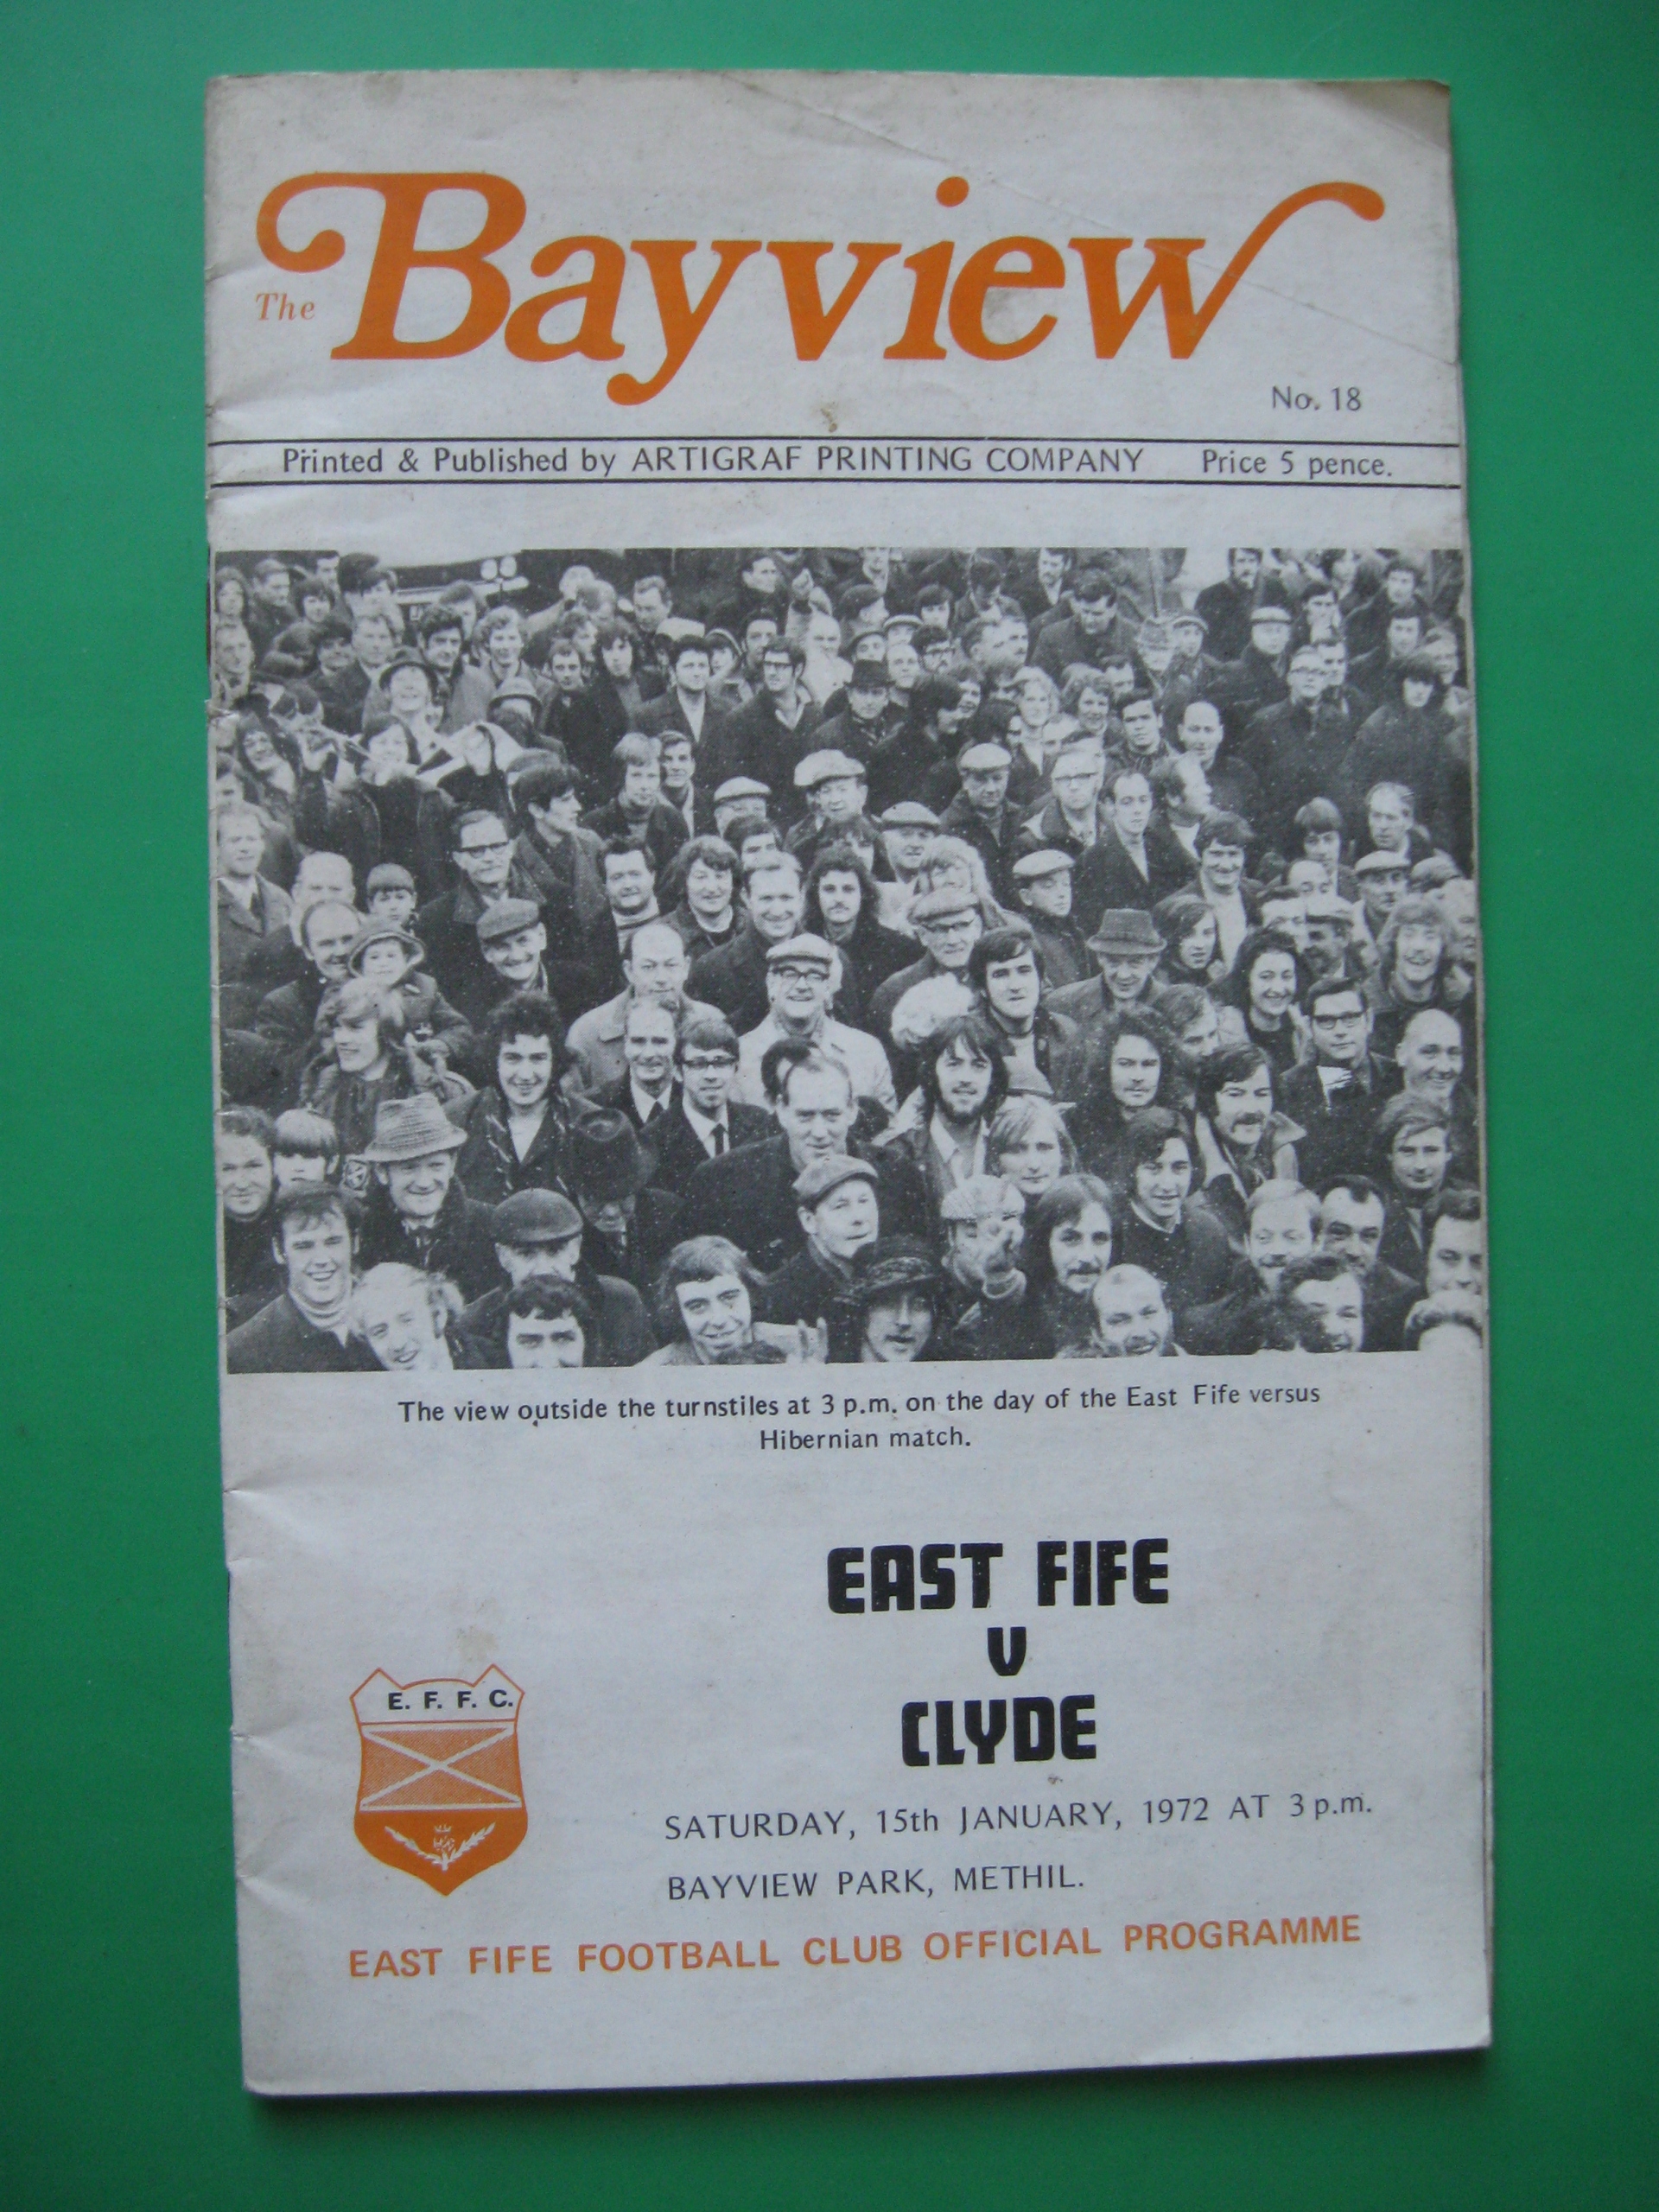 The Bayview
No. 18
Printed & Published by ARTIGRAF PRINTING COMPANY Price 5 pence.
The view outside the turnstiles at 3 p.m. on the day of the East Fife versus
Hibernian match.
EAST FIFE
V
CLYDE
E. F. F. C.
SATURDAY, 15th JANUARY, 1972 AT 3 p.m.
BAYVIEW PARK, METHIL.
EAST FIFE FOOTBALL CLUB OFFICIAL PROGRAMME